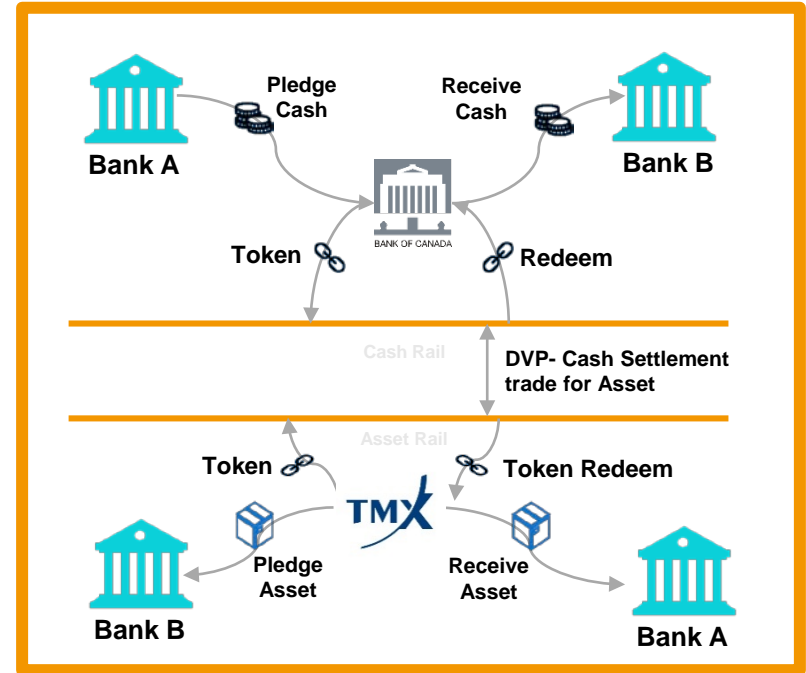 Pledge
Cash
Receive
Cash
Bank A
Bank B
BANK OF CANADA
Token
Redeem
Cash Rail
DVP- Cash Settlement
trade for Asset
Asset Rail
Token
Token Redeem
TMX
Pledge
Asset
Receive
Asset
Bank B
Bank A